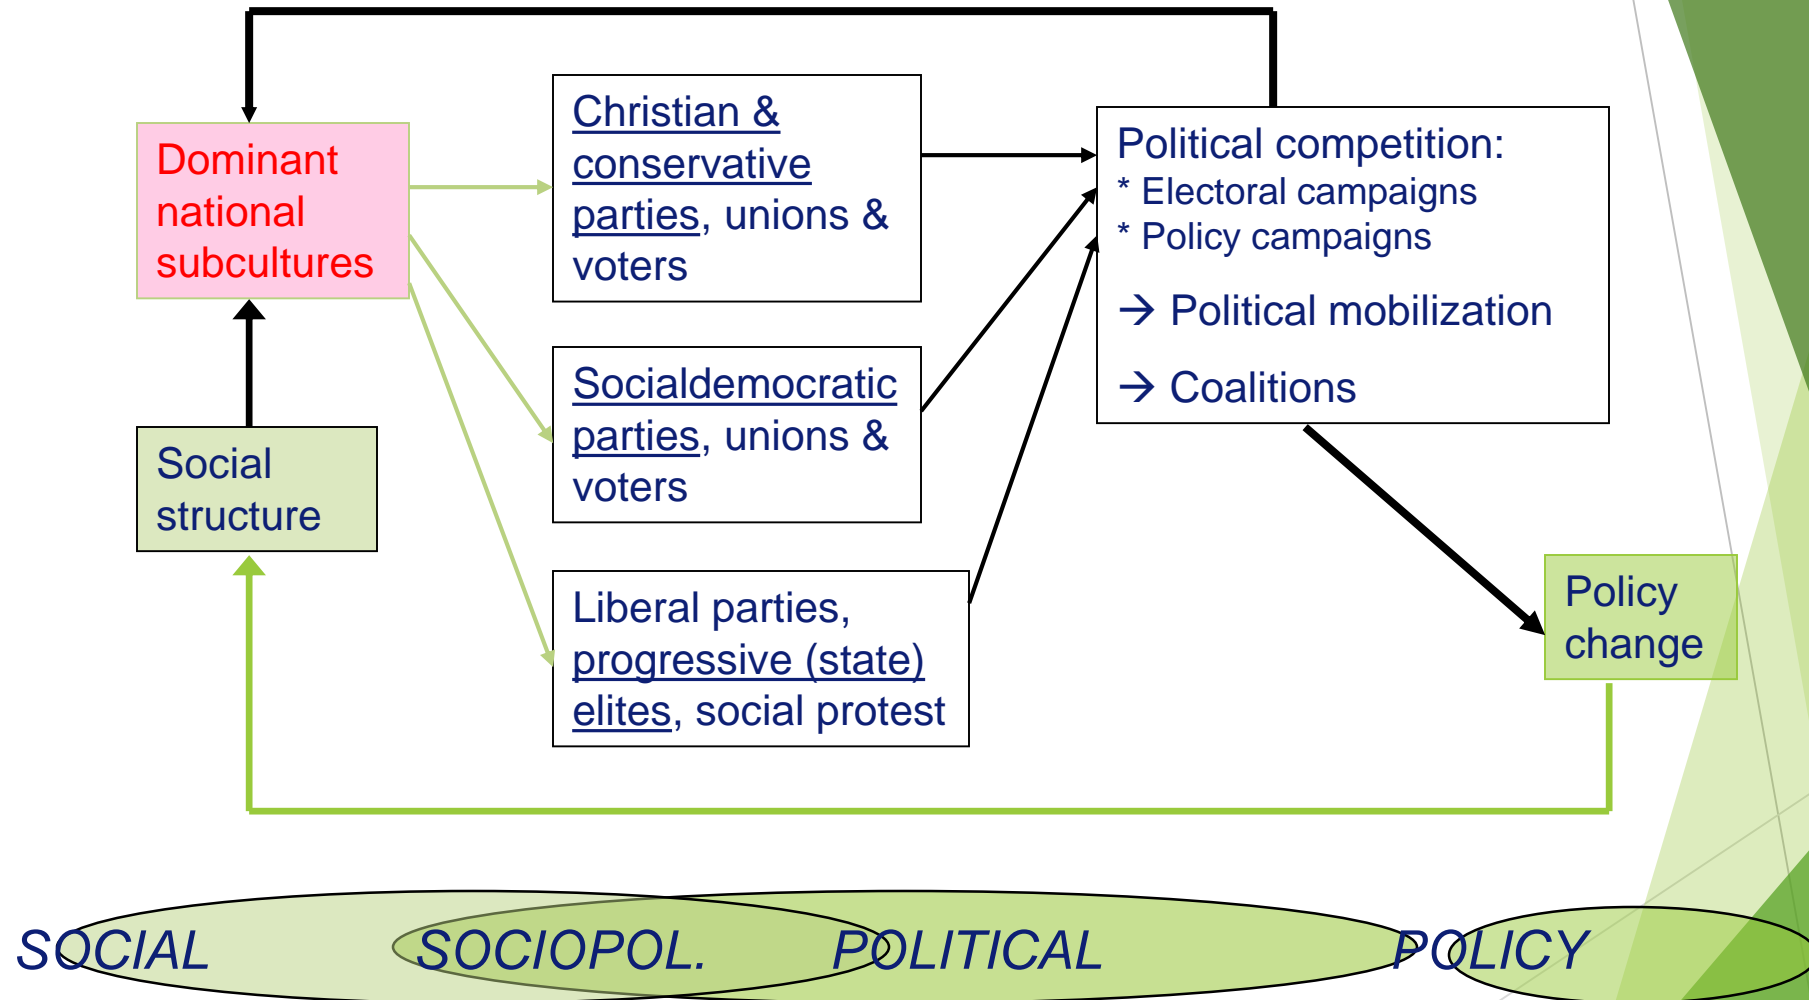 Dominant
national
subcultures
Social
structure
Christian &
conservative
parties, unions &
voters
Socialdemocratic
parties, unions &
voters
Liberal parties,
progressive (state)
elites, social protest
Political competition:
* Electoral campaigns
* Policy campaigns
→ Political mobilization
→ Coalitions
Policy
change
SOCIAL SOCIOPOL. POLITICAL POLICY